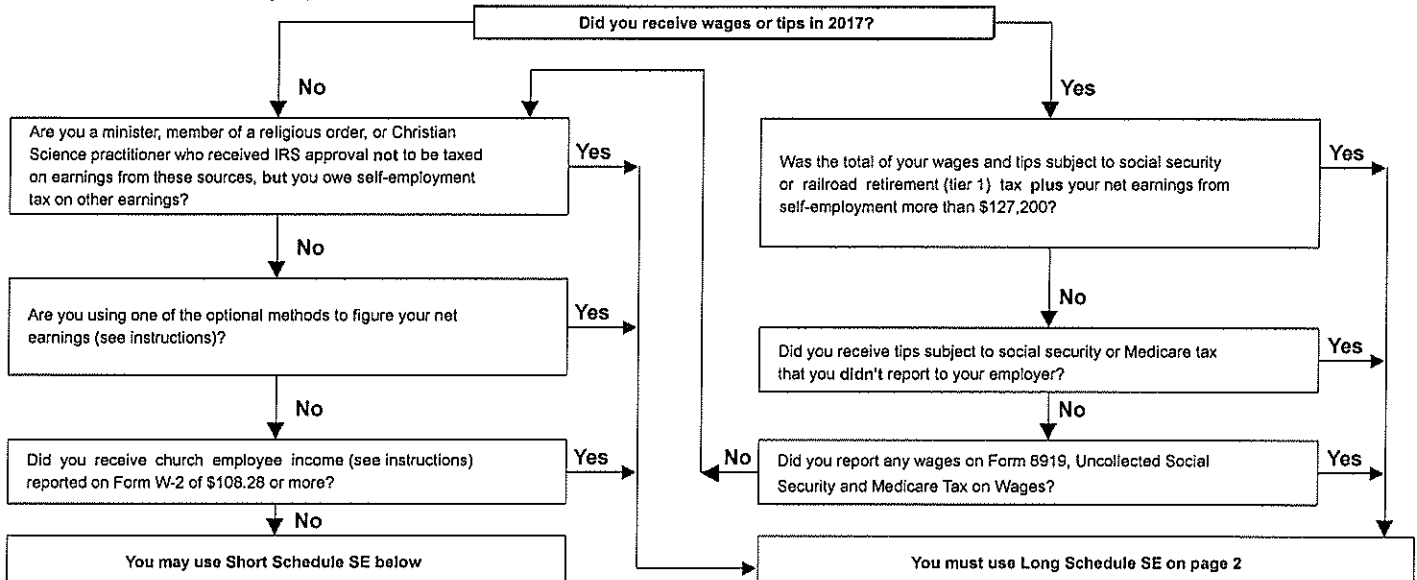 Did you receive wages or tips in 2017?
No
Yes
Are you a minister, member of a religious order, or Christian
Science practitioner who received IRS approval not to be taxed
on earnings from these sources, but you owe self-employment
tax on other earnings?
Yes
Was the total of your wages and tips subject to social security
or railroad retirement (tier 1) tax plus your net earnings from
self-employment more than $127,200?
Yes
No
No
Are you using one of the optional methods to figure your net
earnings (see instructions)?
Yes
Did you receive tips subject to social security or Medicare tax
that you didn't report to your employer?
Yes
No
No
Did you receive church employee income (see instructions)
reported on Form W-2 of $108.28 or more?
Yes
No
Did you report any wages on Form 8919, Uncollected Social
Security and Medicare Tax on Wages?
Yes
No
You may use Short Schedule SE below
You must use Long Schedule SE on page 2